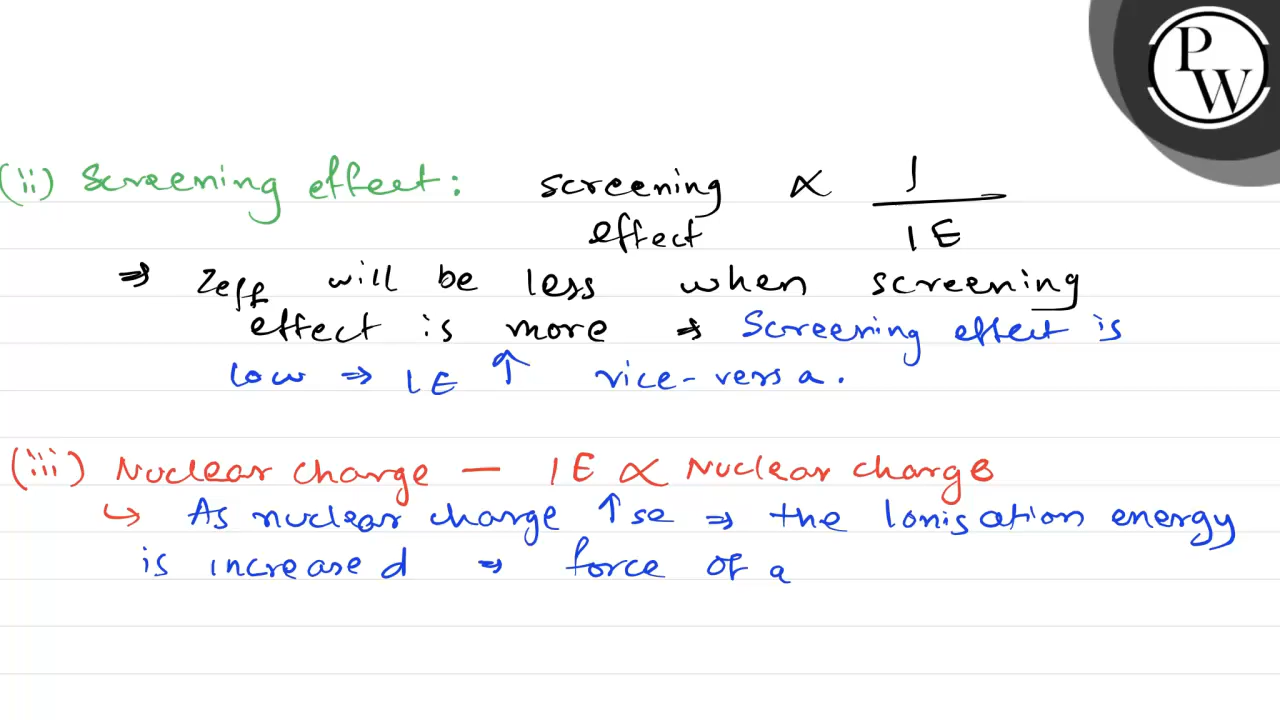 PW
(ii) Screening effect: screening ∝ 1
effect IE
⇒ Zeff will be less when screening
effect is more ⇒ Screening effect is
low ⇒ IE ↑ vice-versa.
(iii) Nuclear charge — IE ∝ Nuclear charge
↳ As nuclear charge ↑se ⇒ the Ionisation energy
is increased ⇒ force of a